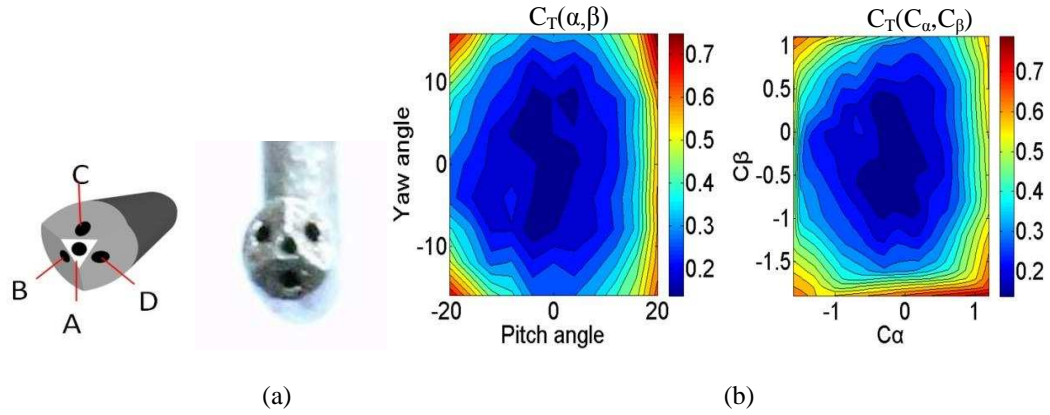 C
B
A
D
(a)
C_T(α,β)
Yaw angle
10
0
-10
-20
0
20
Pitch angle
0.7
0.6
0.5
0.4
0.3
0.2
C_T(C_α,C_β)
Cβ
1
0.5
0
-0.5
-1
-1.5
-1
0
1
Cα
0.7
0.6
0.5
0.4
0.3
0.2
(b)